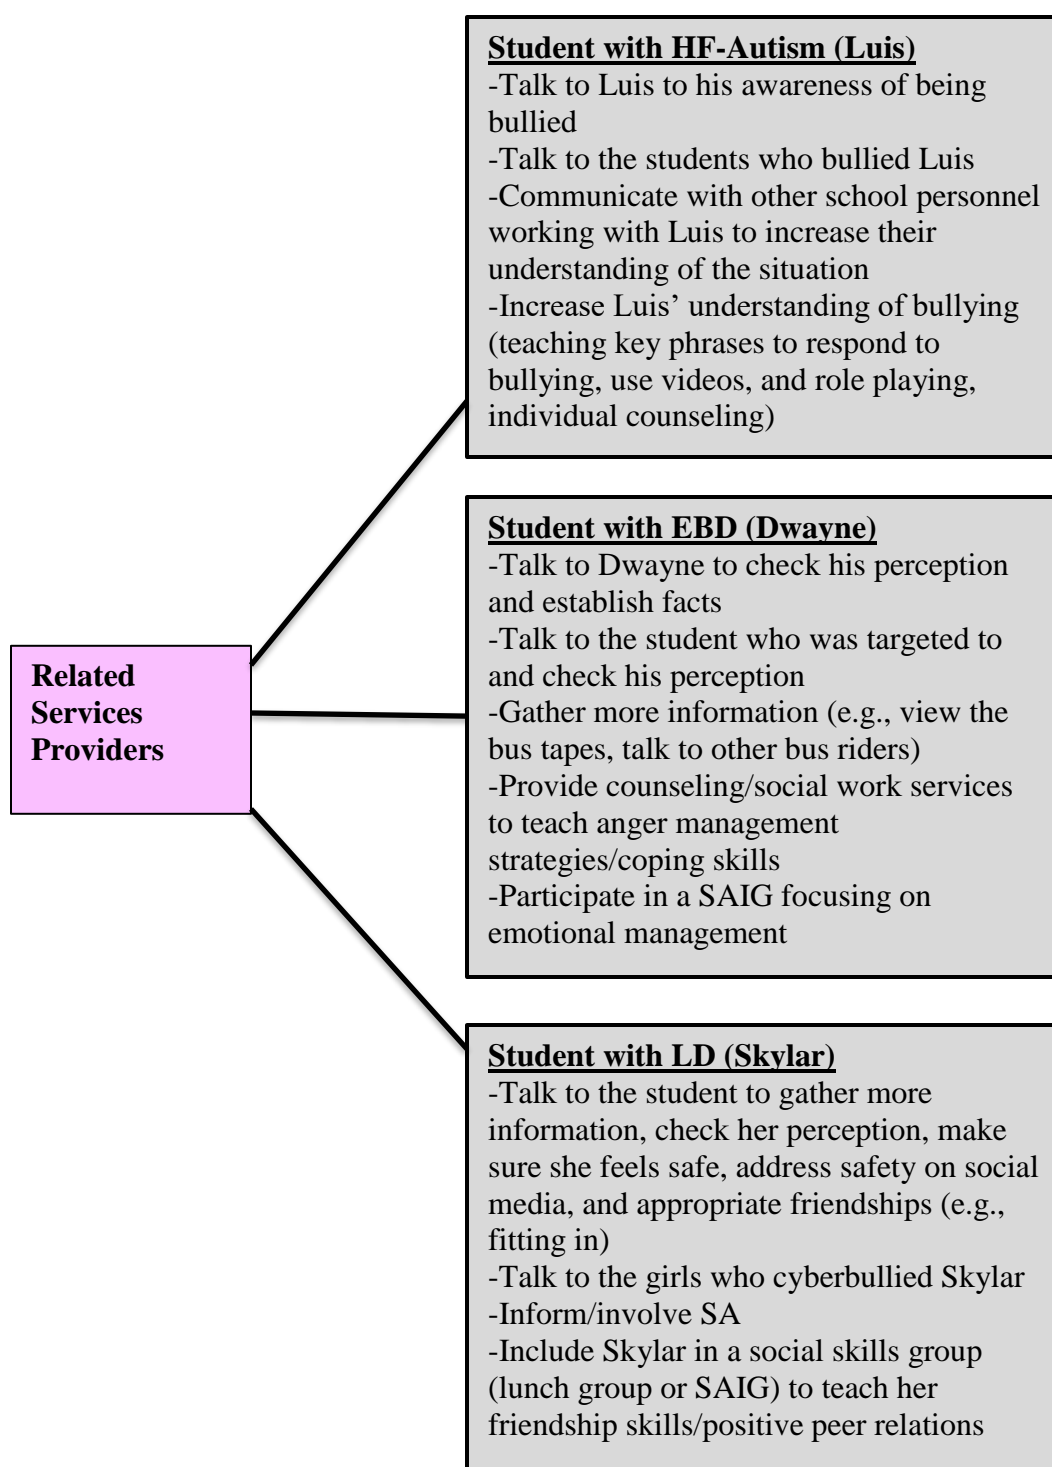 Student with HF-Autism (Luis)
-Talk to Luis to his awareness of being
bullied
-Talk to the students who bullied Luis
-Communicate with other school personnel
working with Luis to increase their
understanding of the situation
-Increase Luis’ understanding of bullying
(teaching key phrases to respond to
bullying, use videos, and role playing,
individual counseling)
Student with EBD (Dwayne)
-Talk to Dwayne to check his perception
and establish facts
-Talk to the student who was targeted to
and check his perception
-Gather more information (e.g., view the
bus tapes, talk to other bus riders)
-Provide counseling/social work services
to teach anger management
strategies/coping skills
-Participate in a SAIG focusing on
emotional management
Related
Services
Providers
Student with LD (Skylar)
-Talk to the student to gather more
information, check her perception, make
sure she feels safe, address safety on social
media, and appropriate friendships (e.g.,
fitting in)
-Talk to the girls who cyberbullied Skylar
-Inform/involve SA
-Include Skylar in a social skills group
(lunch group or SAIG) to teach her
friendship skills/positive peer relations